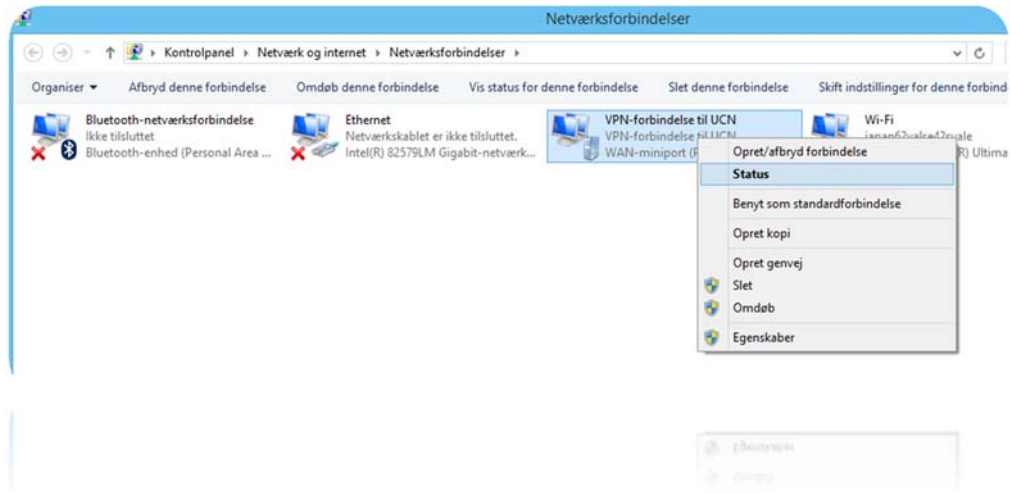 Netværksforbindelser
Kontrolpanel Netværk og internet Netværksforbindelser
Organiser Afbryd denne forbindelse Omdøb denne forbindelse Vis status for denne forbindelse Slet denne forbindelse Skift indstillinger for denne forbind
Bluetooth-netværksforbindelse
Ikke tilsluttet
Bluetooth-enhed (Personal Area ...
Ethernet
Netværkskablet er ikke tilsluttet.
Intel(R) 82579LM Gigabit-netværk...
VPN-forbindelse til UCN
VPN-forbindelse til UCN
WAN-miniport (
Wi-Fi
R) Ultima
Opret/afbryd forbindelse
Status
Benyt som standardforbindelse
Opret kopi
Opret genvej
Slet
Omdøb
Egenskaber